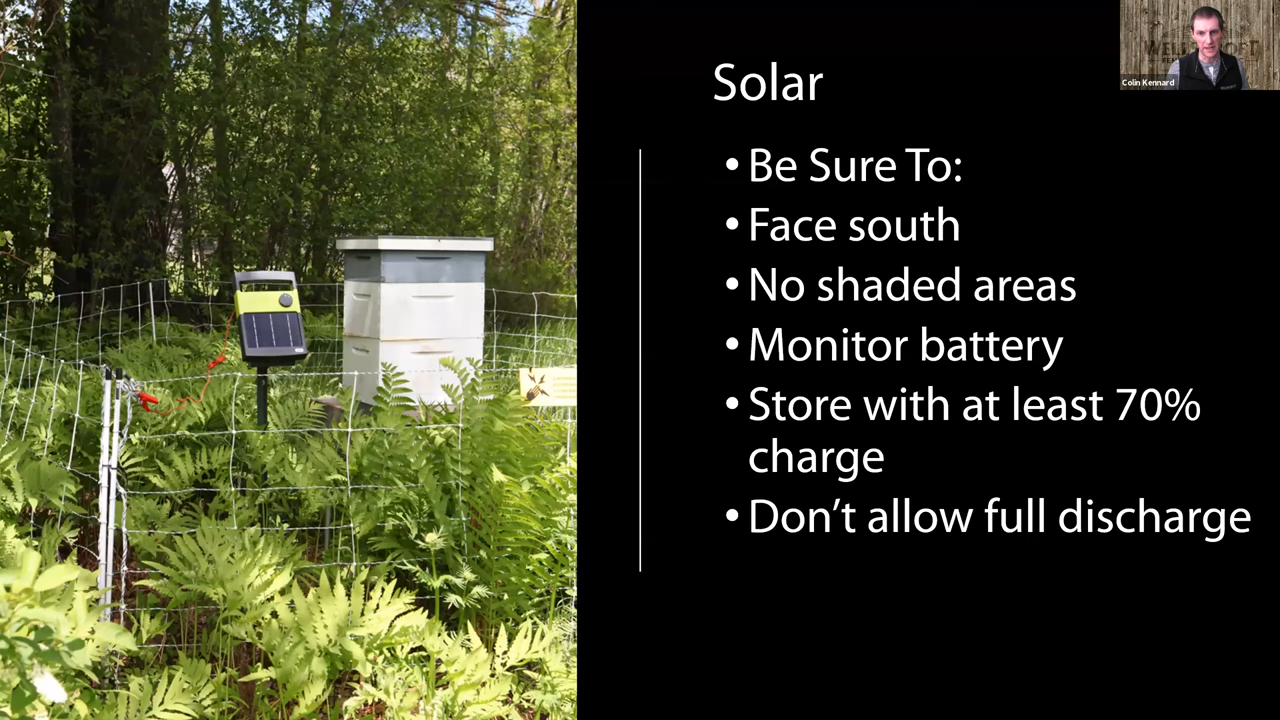 Solar
• Be Sure To:
• Face south
• No shaded areas
• Monitor battery
• Store with at least 70%
charge
• Don’t allow full discharge
Colin Kennard